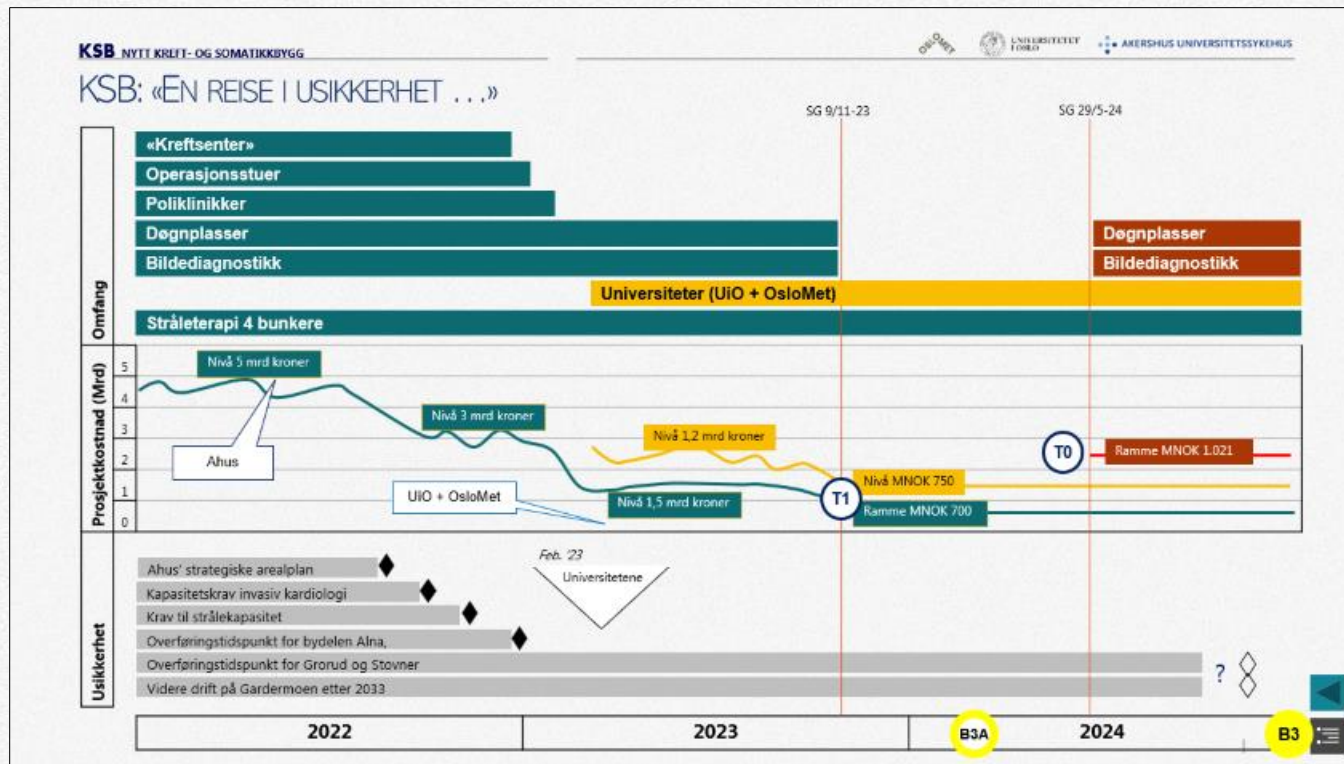 KSB NYTT KREFT- OG SOMATIKKBYGG
OSLOMET
UNIVERSITETET
I OSLO
AKERSHUS UNIVERSITETSSYKEHUS
KSB: «EN REISE I USIKKERHET ...»
SG 9/11-23
SG 29/5-24
Omfang
«Kreftsenter»
Operasjonsstuer
Poliklinikker
Døgnplasser
Døgnplasser
Bildediagnostikk
Bildediagnostikk
Universiteter (UiO + OsloMet)
Stråleterapi 4 bunkere
Prosjektkostnad (Mrd)
5
4
3
2
1
0
Nivå 5 mrd kroner
Ahus
Nivå 3 mrd kroner
Nivå 1,2 mrd kroner
UiO + OsloMet
Nivå 1,5 mrd kroner
T1
Nivå MNOK 750
Ramme MNOK 700
T0
Ramme MNOK 1.021
Usikkerhet
Feb. '23
Universitetene
Ahus' strategiske arealplan
Kapasitetskrav invasiv kardiologi
Krav til strålekapasitet
Overføringstidspunkt for bydelen Alna,
Overføringstidspunkt for Grorud og Stovner
Videre drift på Gardermoen etter 2033
?
2022
2023
B3A
2024
B3